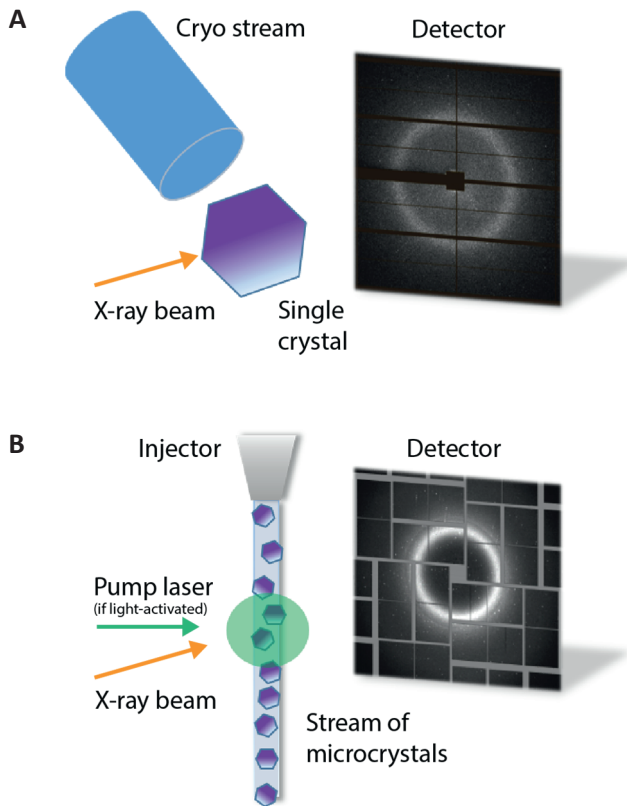 A
Cryo stream
Detector
X-ray beam
Single
crystal
B
Injector
Detector
Pump laser
(if light-activated)
X-ray beam
Stream of
microcrystals